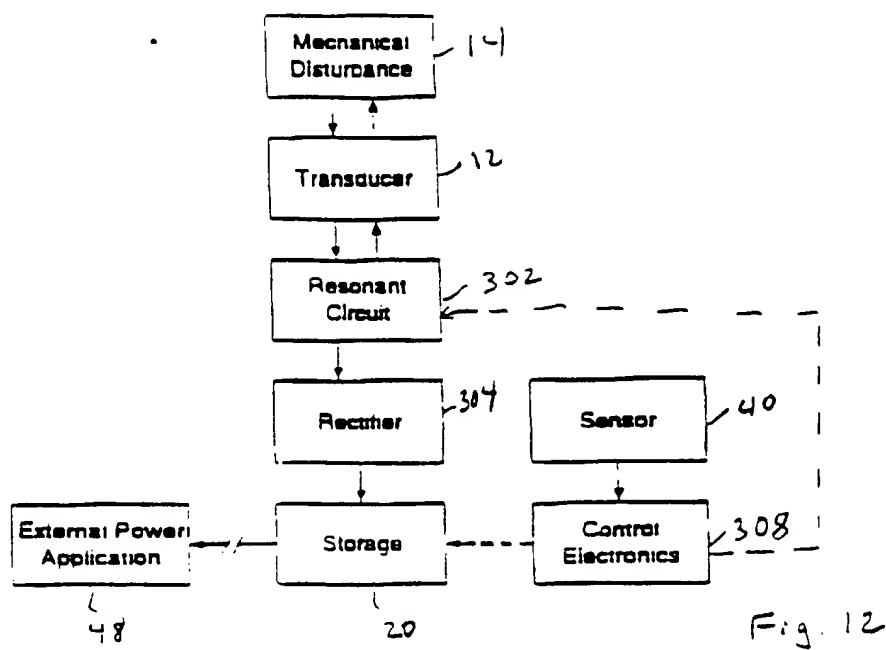 Mechanical
Disturbance
14
Transducer
12
Resonant
Circuit
302
Rectifier
304
Sensor
40
External Power
Application
48
Storage
20
Control
Electronics
308
Fig. 12